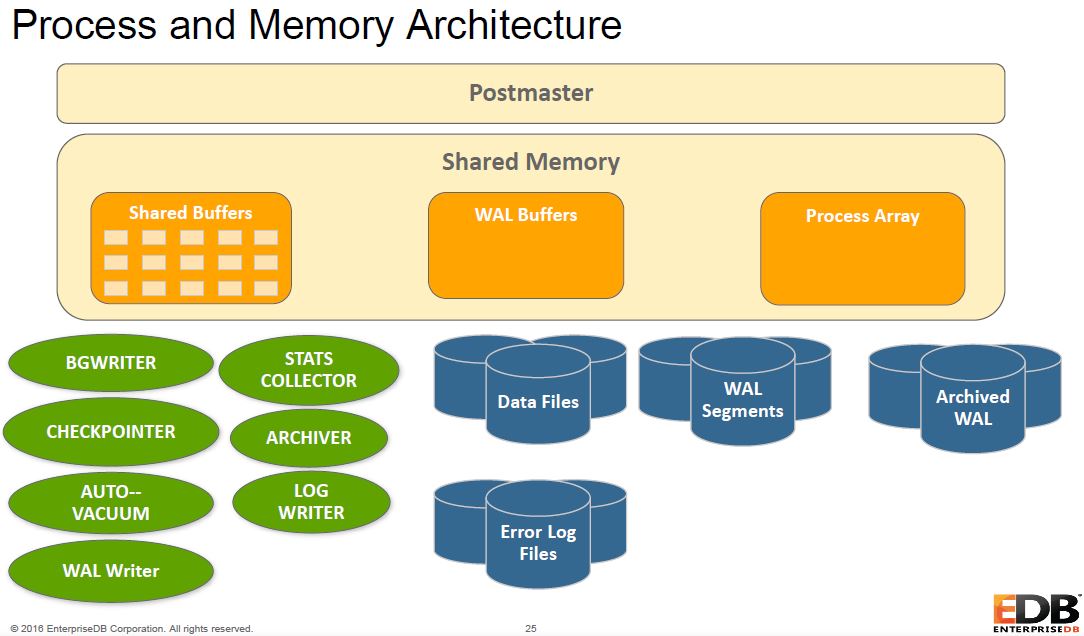 Process and Memory Architecture
Postmaster
Shared Memory
Shared Buffers
WAL Buffers
Process Array
BGWRITER
STATS
COLLECTOR
CHECKPOINTER
ARCHIVER
AUTO--
VACUUM
LOG
WRITER
WAL Writer
Data Files
WAL
Segments
Archived
WAL
Error Log
Files
© 2016 EnterpriseDB Corporation. All rights reserved.
25
EDB
ENTERPRISEDB